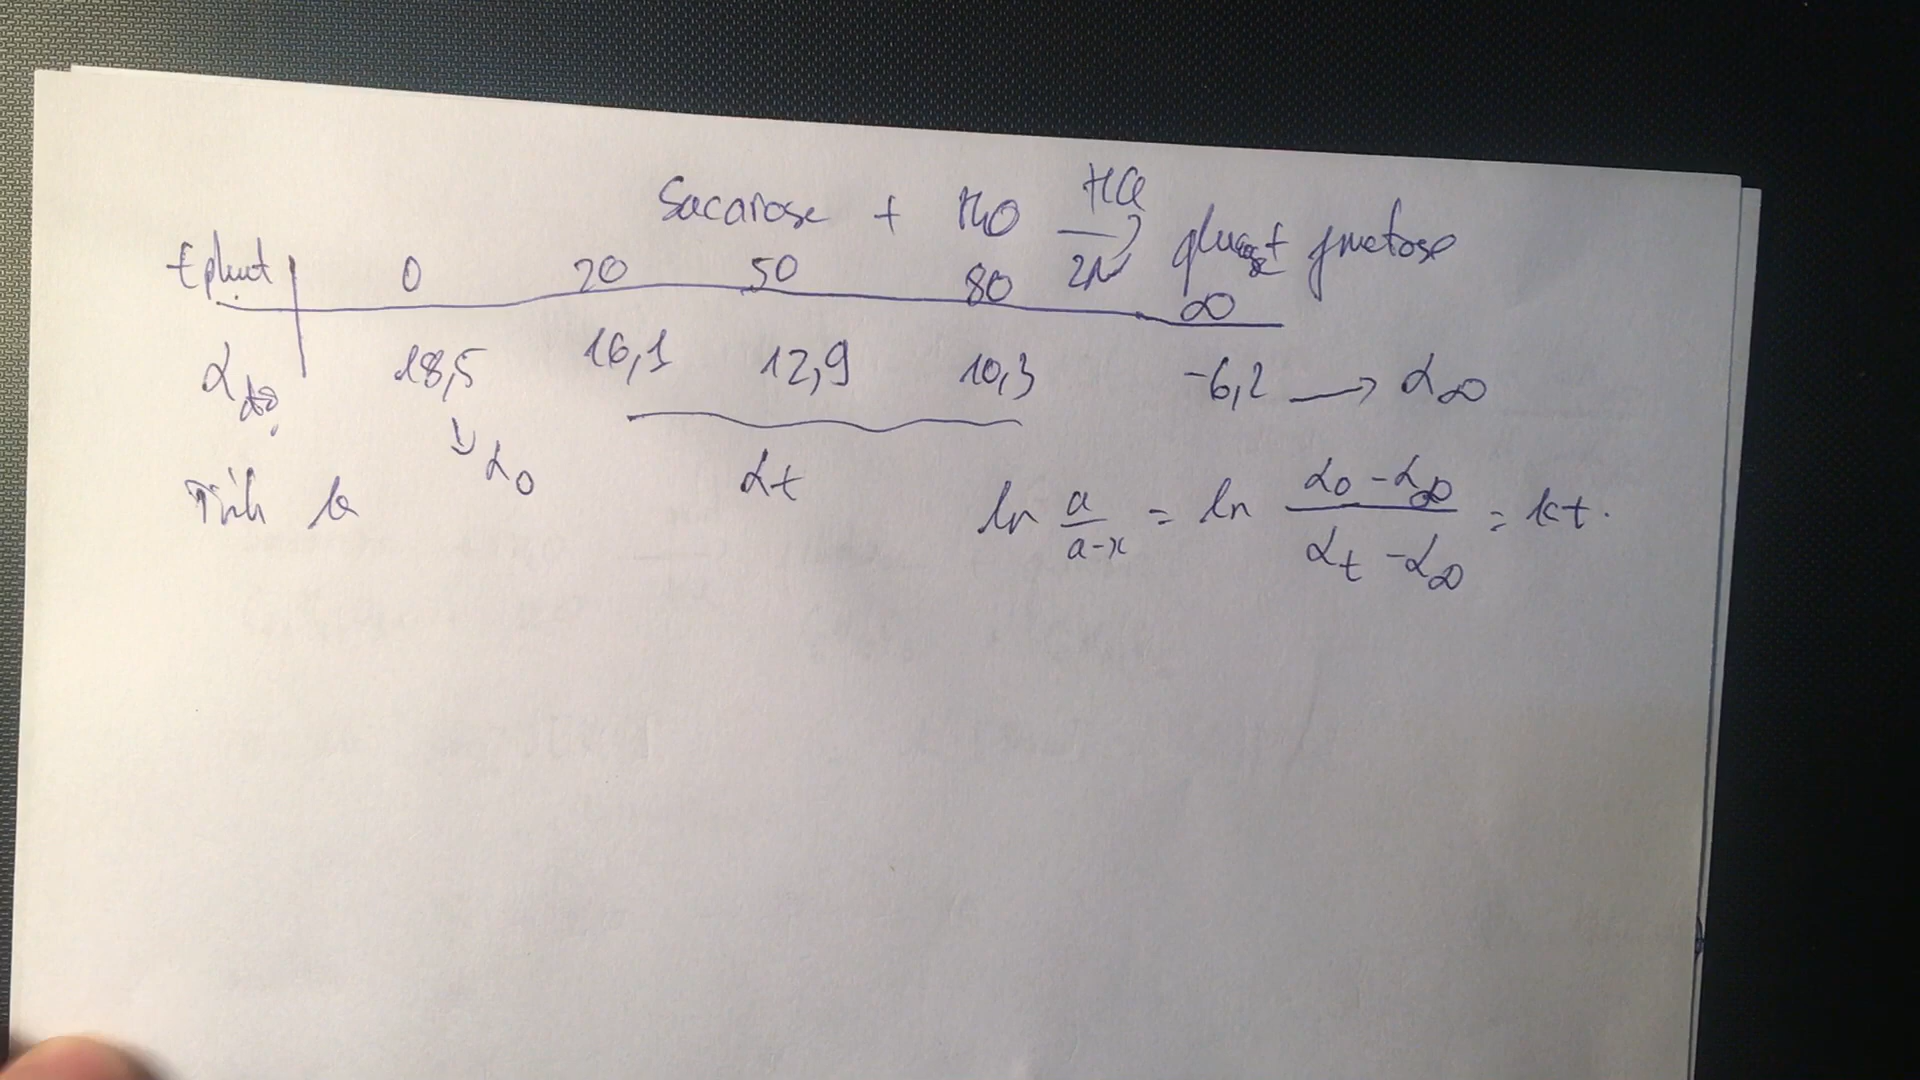 Sacarose + H2O HCl 2N → glucose + fructose
t phút 0 20 50 80 ∞
α độ 18,5 16,1 12,9 10,3 -6,2 → α∞
↓ α0 αt
Tính k
ln a/(a-x) = ln (α0 - α∞)/(αt - α∞) = kt.